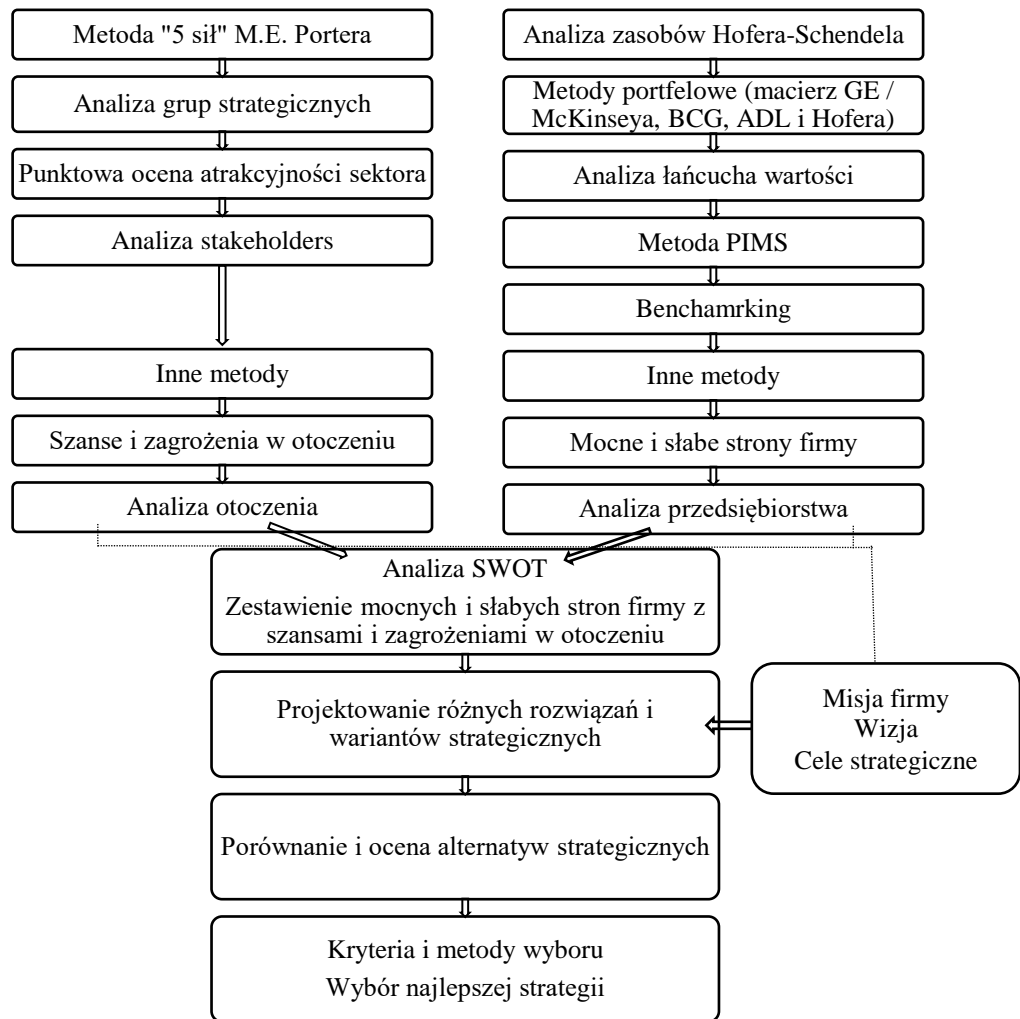 Metoda "5 sił" M.E. Portera
Analiza grup strategicznych
Punktowa ocena atrakcyjności sektora
Analiza stakeholders
Inne metody
Szanse i zagrożenia w otoczeniu
Analiza otoczenia
Analiza zasobów Hofera-Schendela
Metody portfelowe (macierz GE /
McKinseya, BCG, ADL i Hofera)
Analiza łańcucha wartości
Metoda PIMS
Benchamrking
Inne metody
Mocne i słabe strony firmy
Analiza przedsiębiorstwa
Analiza SWOT
Zestawienie mocnych i słabych stron firmy z
szansami i zagrożeniami w otoczeniu
Projektowanie różnych rozwiązań i
wariantów strategicznych
Misja firmy
Wizja
Cele strategiczne
Porównanie i ocena alternatyw strategicznych
Kryteria i metody wyboru
Wybór najlepszej strategii